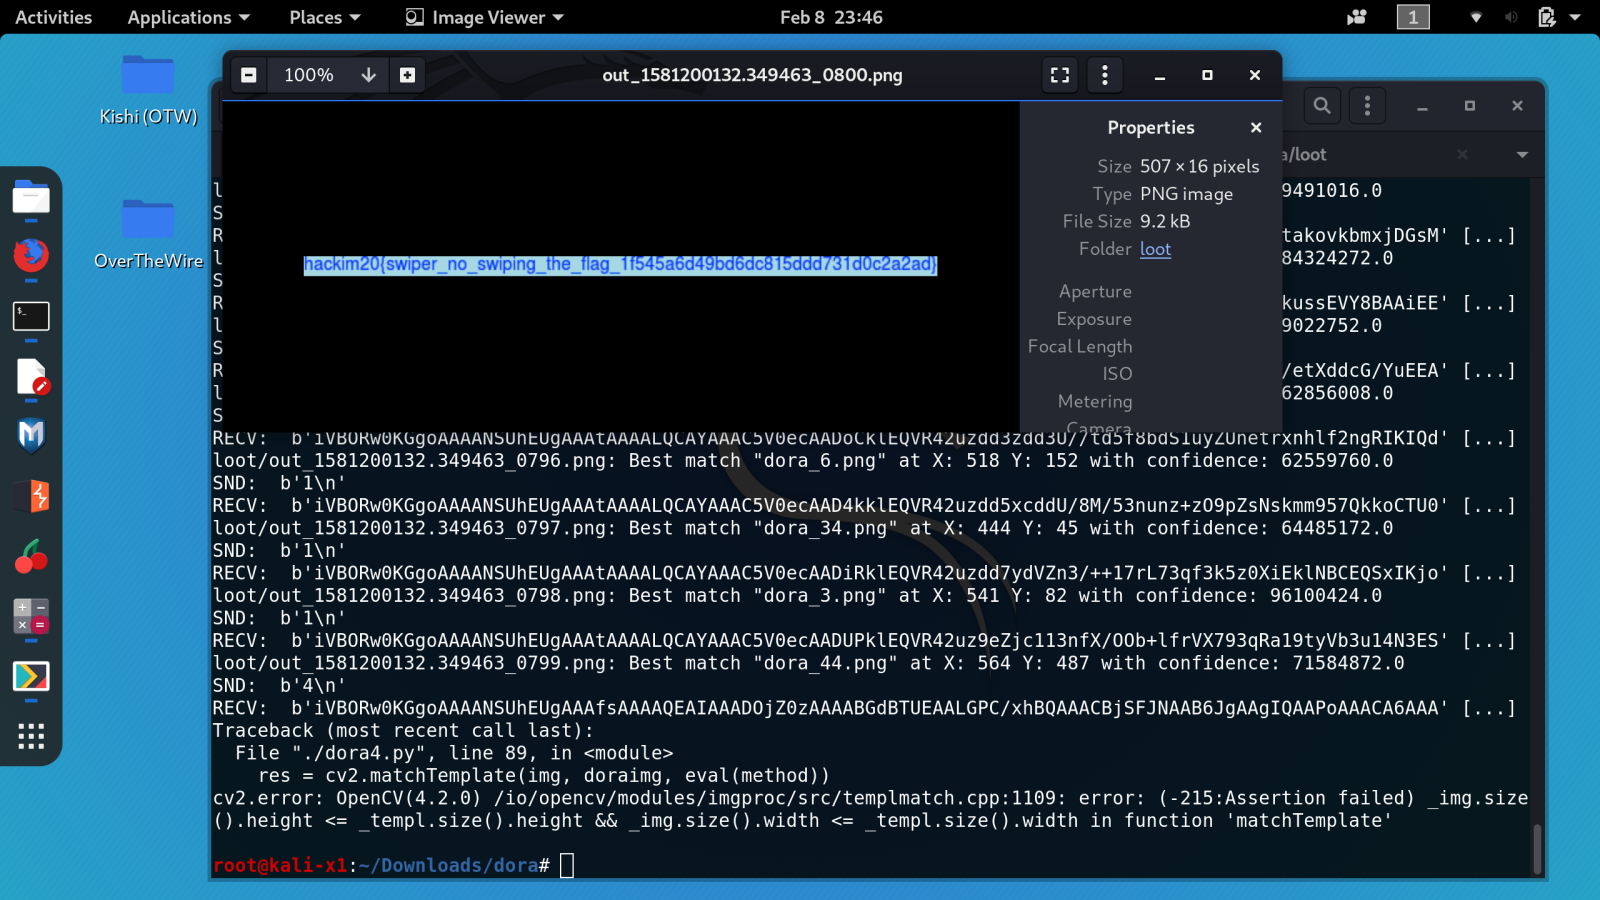 Activities Applications Places Image Viewer Feb 8 23:46 1
Kishi (OTW)
OverTheWire
100% out_1581200132.349463_0800.png
Properties
Size 507 × 16 pixels
Type PNG image
File Size 9.2 kB
Folder loot
Aperture
Exposure
Focal Length
ISO
Metering
Camera
hackim20{swiper_no_swiping_the_flag_1f545a6d49bd6dc815ddd731d0c2a2ad}
a/loot
9491016.0
takovkbmxjDGsM' [...]
84324272.0
kussEVY8BAAiEE' [...]
9022752.0
/etXddcG/YuEEA' [...]
62856008.0
RECV: b'iVBORw0KGgoAAAANSUhEUgAAAtAAAALQCAYAAAC5V0ecAADoCklEQVR42uzdd3zdd3U//td5f8bdS1uyZUnetrxnhlf2ngRIKIQd' [...]
loot/out_1581200132.349463_0796.png: Best match "dora_6.png" at X: 518 Y: 152 with confidence: 62559760.0
SND: b'1\n'
RECV: b'iVBORw0KGgoAAAANSUhEUgAAAtAAAALQCAYAAAC5V0ecAAD4kklEQVR42uzdd5xcddU/8M/53nunz+zO9pZsNskmm957QkkoCTU0' [...]
loot/out_1581200132.349463_0797.png: Best match "dora_34.png" at X: 444 Y: 45 with confidence: 64485172.0
SND: b'1\n'
RECV: b'iVBORw0KGgoAAAANSUhEUgAAAtAAAALQCAYAAAC5V0ecAADiRklEQVR42uzdd7ydVZn3/++17rL73qf3k5z0XiEklNBCEQSxIKjo' [...]
loot/out_1581200132.349463_0798.png: Best match "dora_3.png" at X: 541 Y: 82 with confidence: 96100424.0
SND: b'1\n'
RECV: b'iVBORw0KGgoAAAANSUhEUgAAAtAAAALQCAYAAAC5V0ecAADUPklEQVR42uz9eZjc113nfX/OOb+lfrVX793qRa19tyVb3u14N3ES' [...]
loot/out_1581200132.349463_0799.png: Best match "dora_44.png" at X: 564 Y: 487 with confidence: 71584872.0
SND: b'4\n'
RECV: b'iVBORw0KGgoAAAANSUhEUgAAAfsAAAAQEAIAAADOjZ0zAAAABGdBTUEAALGPC/xhBQAAACBjSFJNAAB6JgAAgIQAAPoAAACA6AAA' [...]
Traceback (most recent call last):
File "./dora4.py", line 89, in <module>
res = cv2.matchTemplate(img, doraimg, eval(method))
cv2.error: OpenCV(4.2.0) /io/opencv/modules/imgproc/src/templmatch.cpp:1109: error: (-215:Assertion failed) _img.size
().height <= _templ.size().height && _img.size().width <= _templ.size().width in function 'matchTemplate'
root@kali-x1:~/Downloads/dora#